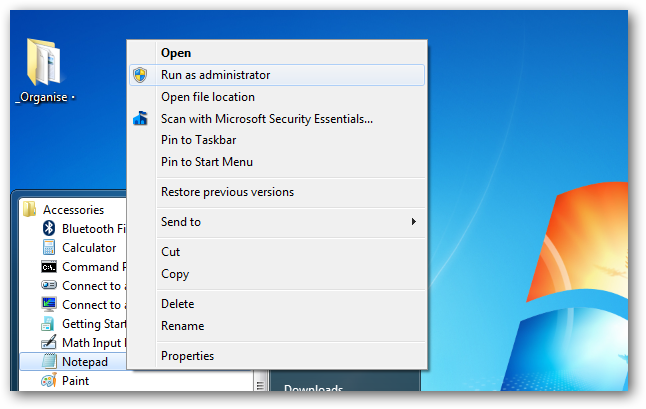 _Organise
Open
Run as administrator
Open file location
Scan with Microsoft Security Essentials...
Pin to Taskbar
Pin to Start Menu
Restore previous versions
Send to
Cut
Copy
Delete
Rename
Properties
Accessories
Bluetooth Fi
Calculator
Command P
Connect to a
Connect to a
Getting Start
Math Input
Notepad
Paint
Downloads